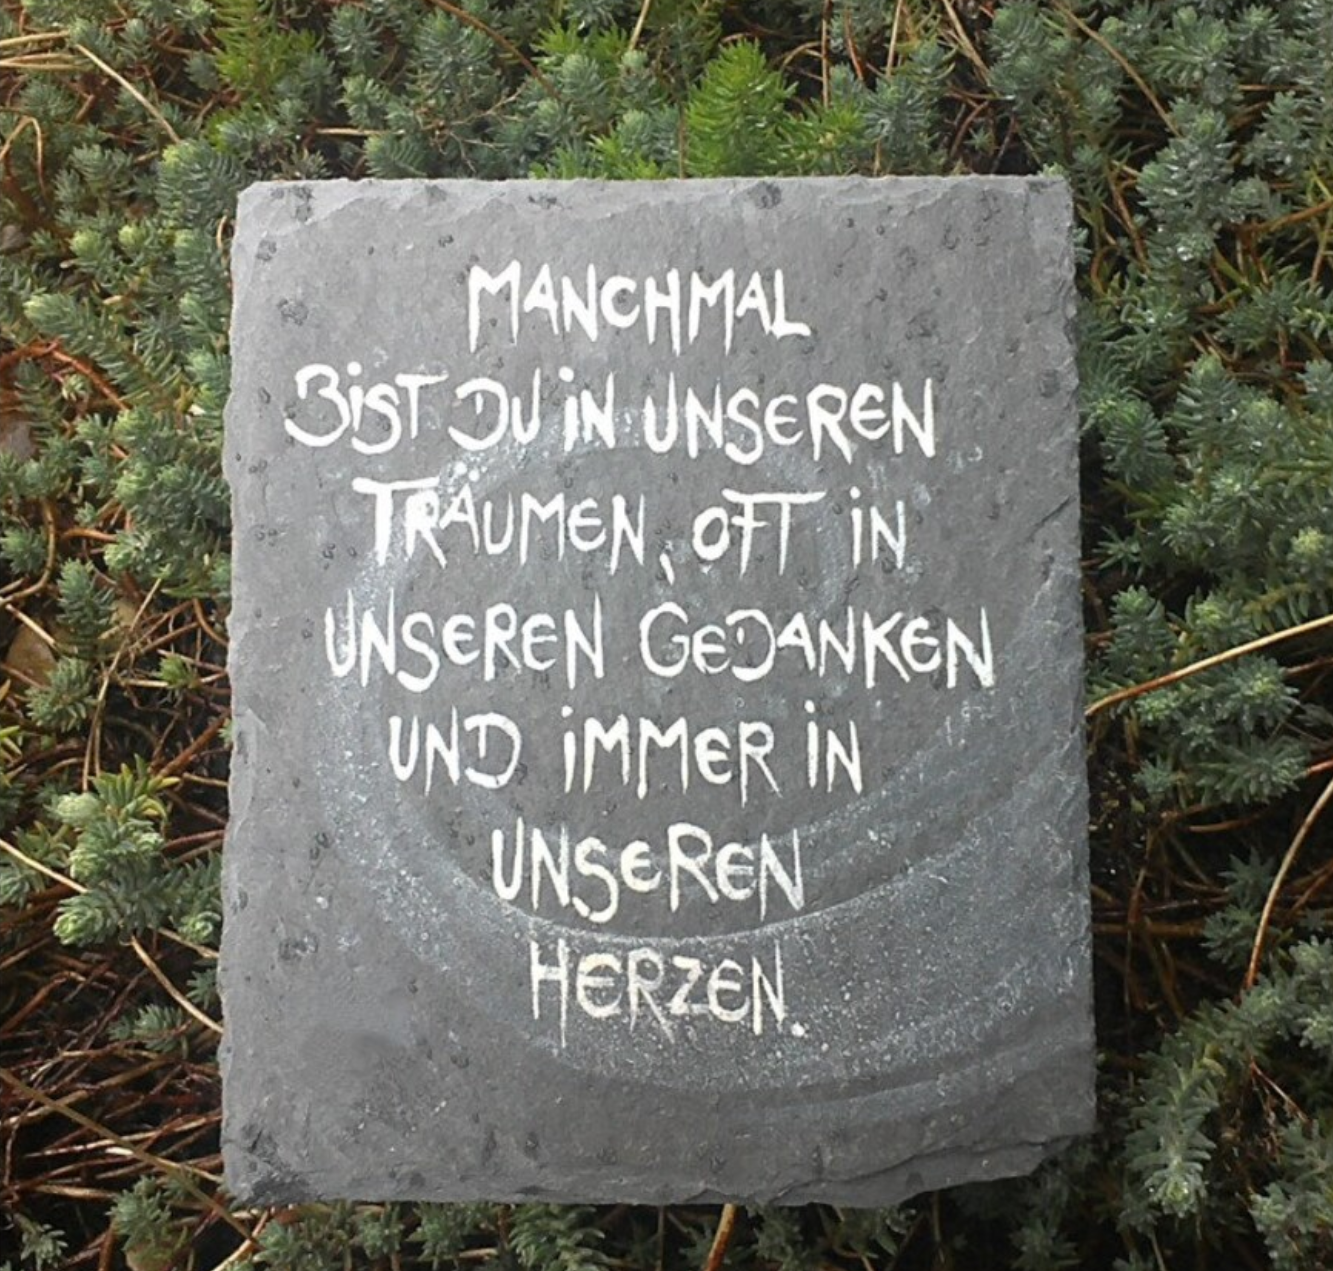 MANCHMAL
BiST DU iN UNSEREN
TRÄUMEN, OFT iN
UNSEREN GEDANKEN
UND iMMER iN
UNSEREN
HERZEN.